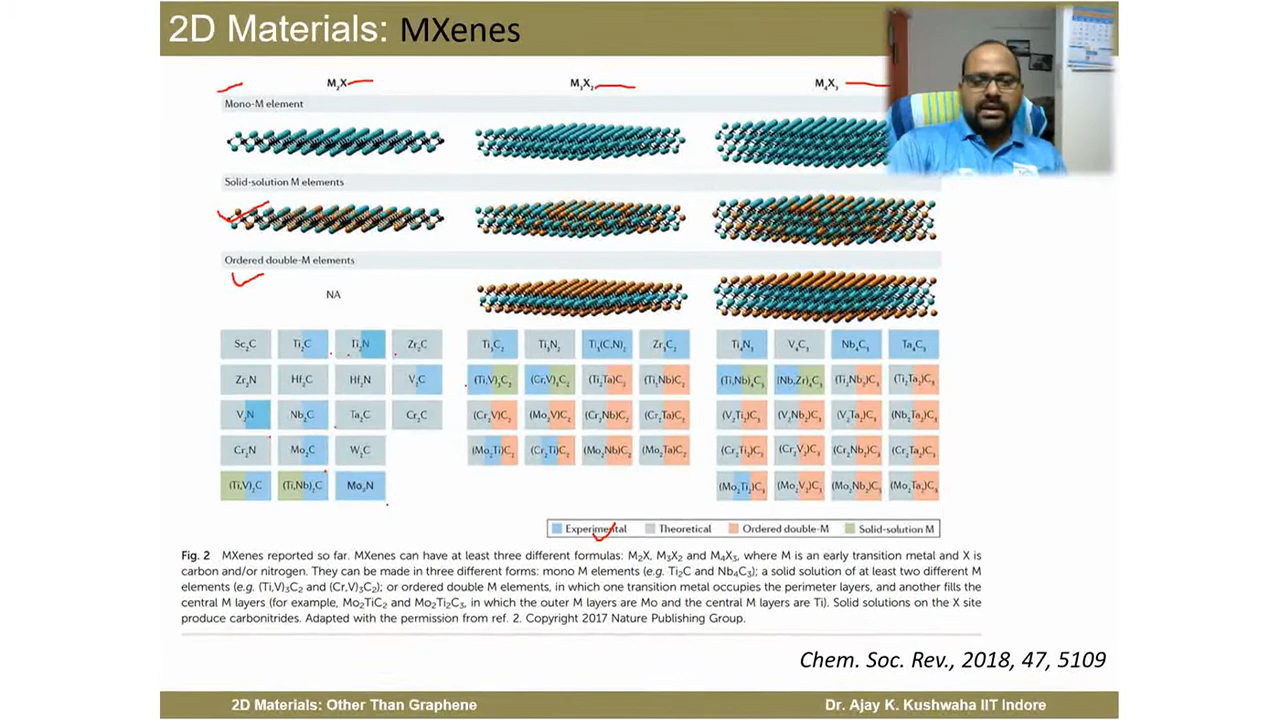 2D Materials: MXenes
M₂X M₃X₂ M₄X₃
Mono-M element
Solid-solution M elements
Ordered double-M elements
NA
Sc₂C Ti₂C Ti₂N Zr₂C Ti₃C₂ Ti₃N₂ Ti₃(C,N)₂ Zr₃C₂ Ti₄N₃ V₄C₃ Nb₄C₃ Ta₄C₃
Zr₂N Hf₂C Hf₂N V₂C (Ti,V)₃C₂ (Cr,V)₃C₂ (Ti₂Ta)C₂ (Ti₂Nb)C₂ (Ti,Nb)₄C₃ (Nb,Zr)₄C₃ (Ti₂Nb₂)C₃ (Ti₂Ta₂)C₃
V₂N Nb₂C Ta₂C Cr₂C (Cr₂V)C₂ (Mo₂V)C₂ (Cr₂Nb)C₂ (Cr₂Ta)C₂ (V₂Ti₂)C₃ (V₂Nb₂)C₃ (V₂Ta₂)C₃ (Nb₂Ta₂)C₃
Cr₂N Mo₂C W₂C (Mo₂Ti)C₂ (Cr₂Ti)C₂ (Mo₂Nb)C₂ (Mo₂Ta)C₂ (Cr₂Ti₂)C₃ (Cr₂V₂)C₃ (Cr₂Nb₂)C₃ (Cr₂Ta₂)C₃
(Ti,V)₂C (Ti,Nb)₂C Mo₂N (Mo₂Ti₂)C₃ (Mo₂V₂)C₃ (Mo₂Nb₂)C₃ (Mo₂Ta₂)C₃
Experimental Theoretical Ordered double-M Solid-solution M
Fig. 2 MXenes reported so far. MXenes can have at least three different formulas: M₂X, M₃X₂ and M₄X₃, where M is an early transition metal and X is
carbon and/or nitrogen. They can be made in three different forms: mono M elements (e.g. Ti₂C and Nb₄C₃); a solid solution of at least two different M
elements (e.g. (Ti,V)₃C₂ and (Cr,V)₃C₂); or ordered double M elements, in which one transition metal occupies the perimeter layers, and another fills the
central M layers (for example, Mo₂TiC₂ and Mo₂Ti₂C₃, in which the outer M layers are Mo and the central M layers are Ti). Solid solutions on the X site
produce carbonitrides. Adapted with the permission from ref. 2. Copyright 2017 Nature Publishing Group.
Chem. Soc. Rev., 2018, 47, 5109
2D Materials: Other Than Graphene Dr. Ajay K. Kushwaha IIT Indore